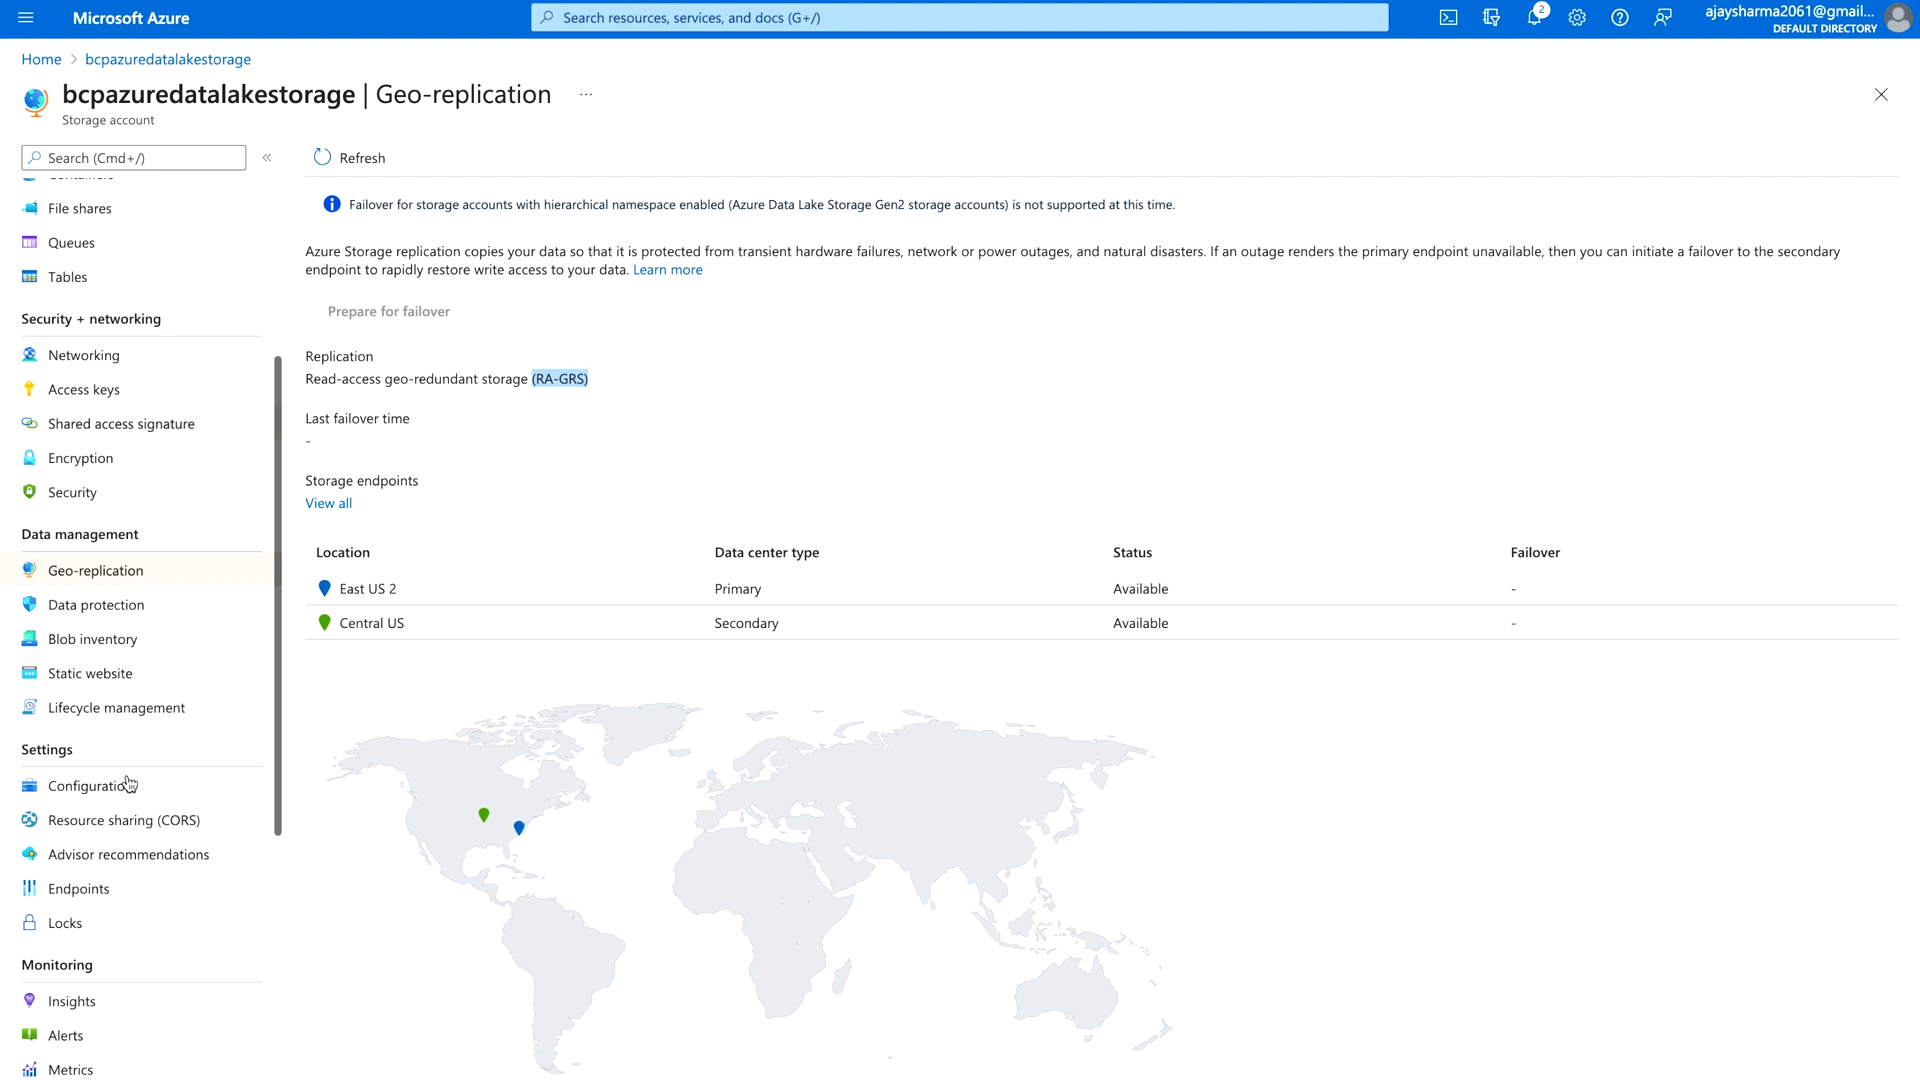 Microsoft Azure
Search resources, services, and docs (G+/)
2
ajaysharma2061@gmail...
DEFAULT DIRECTORY
Home > bcpazuredatalakestorage
bcpazuredatalakestorage | Geo-replication ...
Storage account
Search (Cmd+/)
«
Refresh
File shares
Queues
Tables
Security + networking
Networking
Access keys
Shared access signature
Encryption
Security
Data management
Geo-replication
Data protection
Blob inventory
Static website
Lifecycle management
Settings
Configuration
Resource sharing (CORS)
Advisor recommendations
Endpoints
Locks
Monitoring
Insights
Alerts
Metrics
Failover for storage accounts with hierarchical namespace enabled (Azure Data Lake Storage Gen2 storage accounts) is not supported at this time.
Azure Storage replication copies your data so that it is protected from transient hardware failures, network or power outages, and natural disasters. If an outage renders the primary endpoint unavailable, then you can initiate a failover to the secondary
endpoint to rapidly restore write access to your data. Learn more
Prepare for failover
Replication
Read-access geo-redundant storage (RA-GRS)
Last failover time
-
Storage endpoints
View all
Location Data center type Status Failover
East US 2 Primary Available -
Central US Secondary Available -